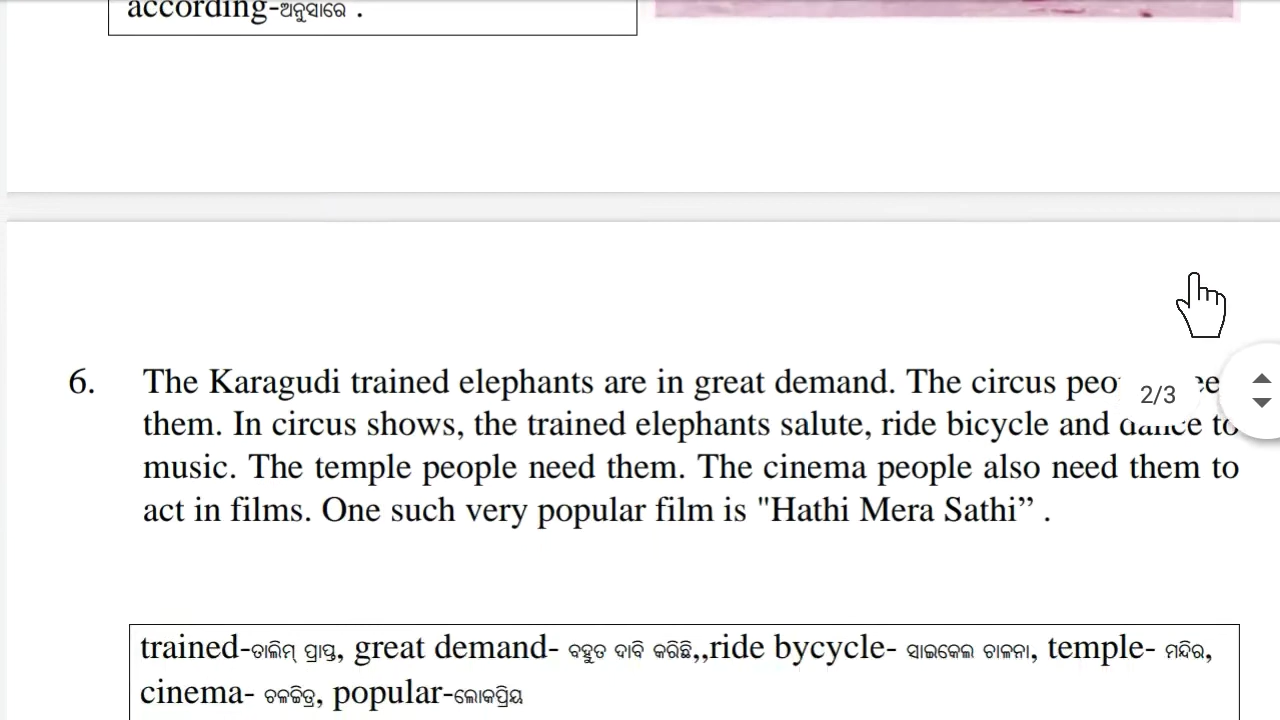 according-ଅନୁସାରେ .
6. The Karagudi trained elephants are in great demand. The circus
2/3
them. In circus shows, the trained elephants salute, ride bicycle and dance to
music. The temple people need them. The cinema people also need them to
act in films. One such very popular film is "Hathi Mera Sathi” .
trained-ତାଲିମ୍ ପ୍ରାପ୍ତ, great demand- ବହୁତ ଦାବି କରିଛି,,ride bycycle- ସାଇକେଲ ଚାଳନା, temple- ମନ୍ଦିର,
cinema- ଚଳଚ୍ଚିତ୍ର, popular-ଲୋକପ୍ରିୟ